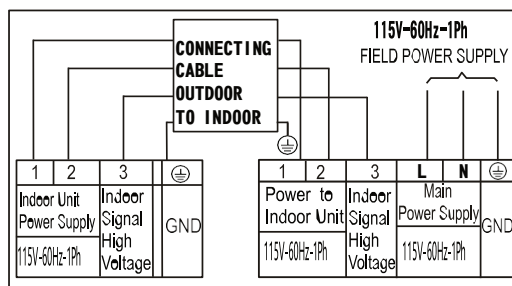 115V-60Hz-1Ph
FIELD POWER SUPPLY
CONNECTING
CABLE
OUTDOOR
TO INDOOR
1 2 3
Indoor Unit
Power Supply
115V-60Hz-1Ph
Indoor
Signal
High
Voltage
GND
1 2 3 L N
Power to
Indoor Unit
115V-60Hz-1Ph
Indoor
Signal
High
Voltage
Main
Power Supply
115V-60Hz-1Ph
GND